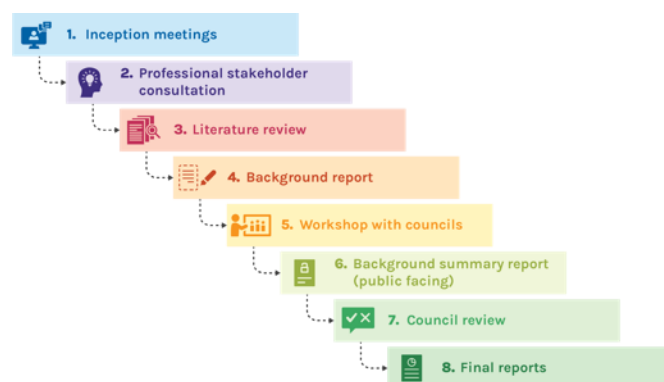 1. Inception meetings
2. Professional stakeholder
consultation
3. Literature review
4. Background report
5. Workshop with councils
6. Background summary report
(public facing)
7. Council review
8. Final reports